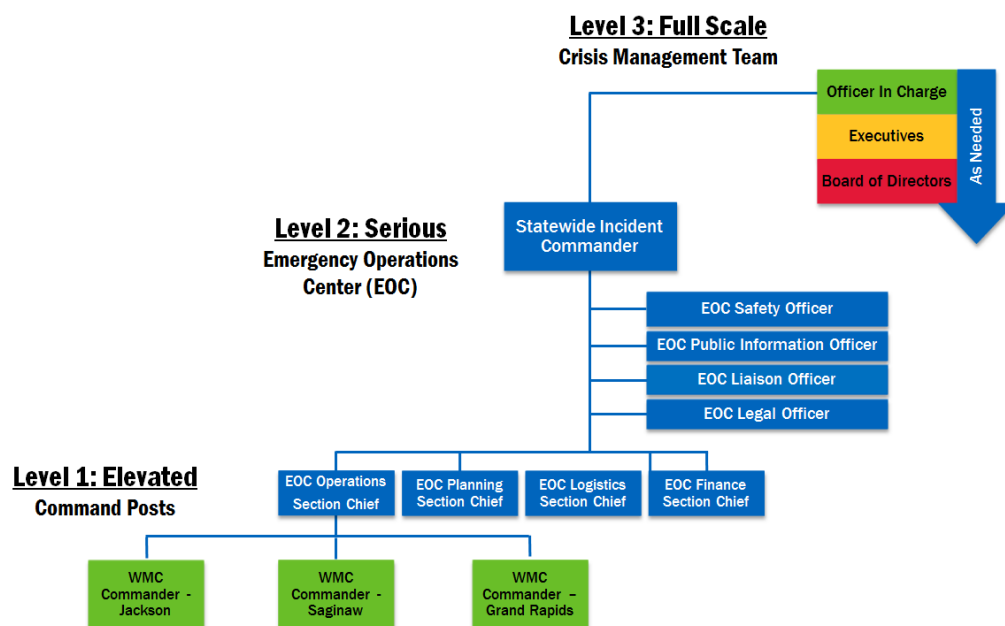 Level 3: Full Scale
Crisis Management Team
Officer In Charge
Executives
Board of Directors
As Needed
Level 2: Serious
Emergency Operations
Center (EOC)
Statewide Incident
Commander
EOC Safety Officer
EOC Public Information Officer
EOC Liaison Officer
EOC Legal Officer
Level 1: Elevated
Command Posts
EOC Operations
Section Chief
EOC Planning
Section Chief
EOC Logistics
Section Chief
EOC Finance
Section Chief
WMC
Commander -
Jackson
WMC
Commander -
Saginaw
WMC
Commander –
Grand Rapids